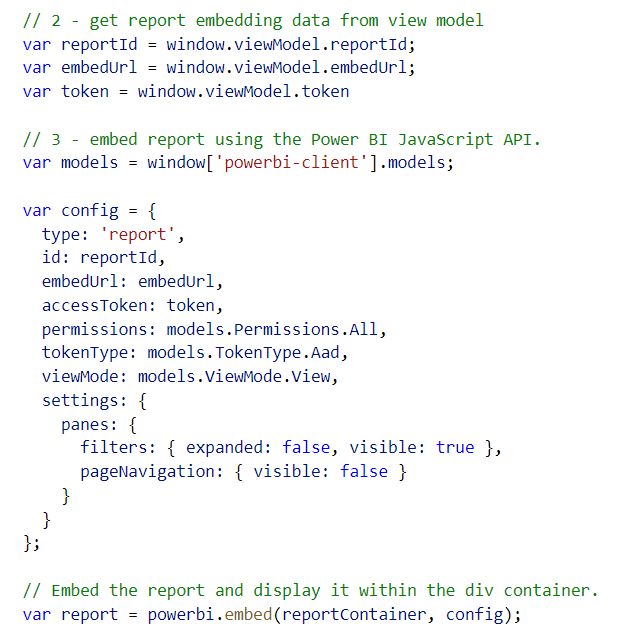 // 2 - get report embedding data from view model
var reportId = window.viewModel.reportId;
var embedUrl = window.viewModel.embedUrl;
var token = window.viewModel.token

// 3 - embed report using the Power BI JavaScript API.
var models = window['powerbi-client'].models;

var config = {
  type: 'report',
  id: reportId,
  embedUrl: embedUrl,
  accessToken: token,
  permissions: models.Permissions.All,
  tokenType: models.TokenType.Aad,
  viewMode: models.ViewMode.View,
  settings: {
    panes: {
      filters: { expanded: false, visible: true },
      pageNavigation: { visible: false }
    }
  }
};

// Embed the report and display it within the div container.
var report = powerbi.embed(reportContainer, config);